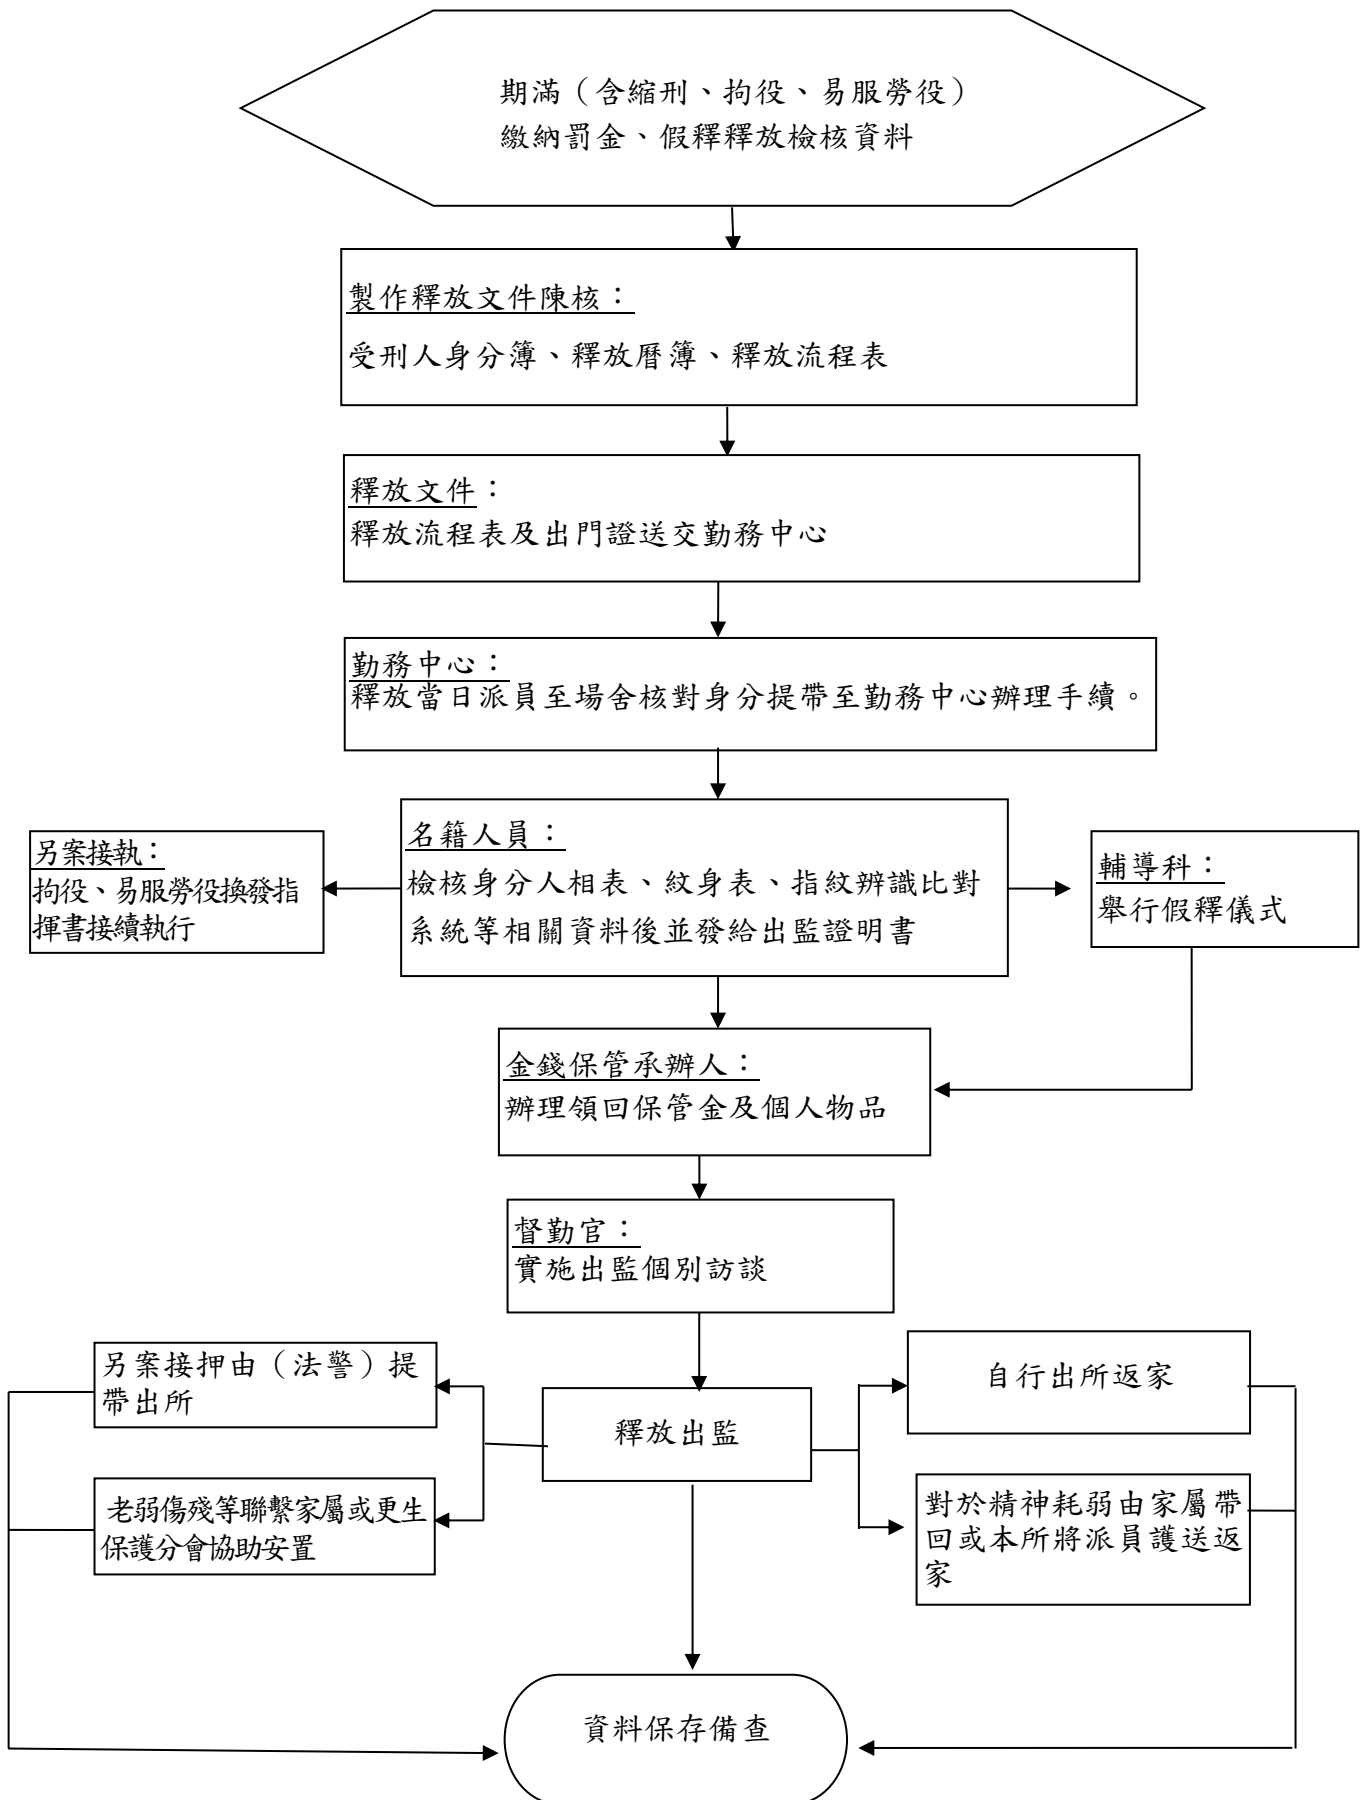 期滿（含縮刑、拘役、易服勞役）
繳納罰金、假釋釋放檢核資料
製作釋放文件陳核：
受刑人身分簿、釋放曆簿、釋放流程表
釋放文件：
釋放流程表及出門證送交勤務中心
勤務中心：
釋放當日派員至場舍核對身分提帶至勤務中心辦理手續。
另案接執：
拘役、易服勞役換發指
揮書接續執行
名籍人員：
檢核身分人相表、紋身表、指紋辨識比對
系統等相關資料後並發給出監證明書
輔導科：
舉行假釋儀式
金錢保管承辦人：
辦理領回保管金及個人物品
督勤官：
實施出監個別訪談
另案接押由（法警）提
帶出所
釋放出監
自行出所返家
老弱傷殘等聯繫家屬或更生
保護分會協助安置
對於精神耗弱由家屬帶
回或本所將派員護送返
家
資料保存備查